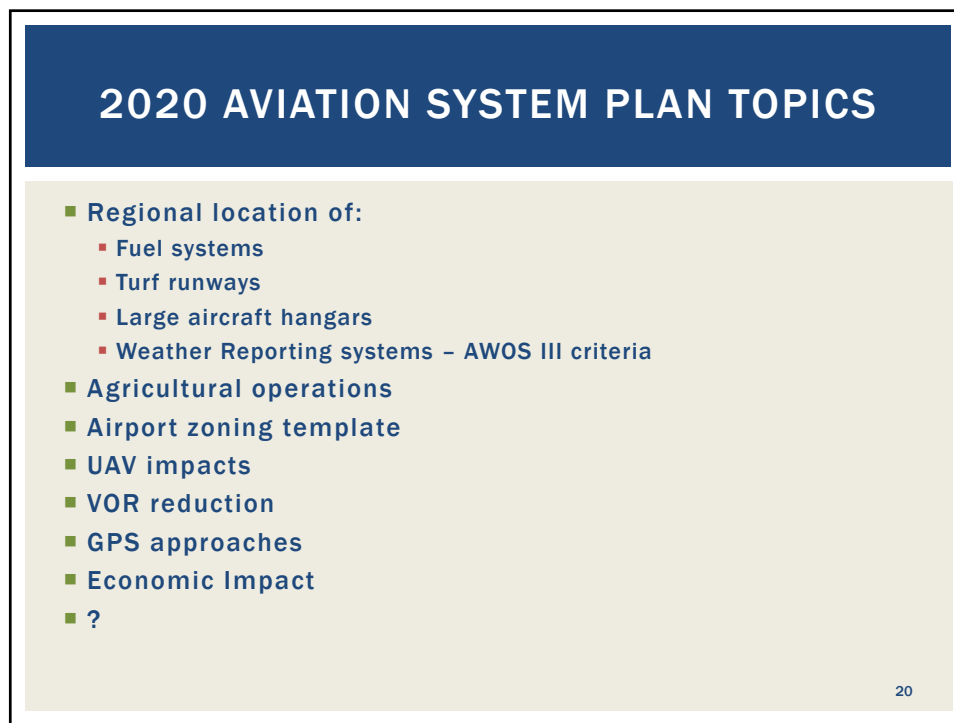 2020 AVIATION SYSTEM PLAN TOPICS
▪ Regional location of:
▪ Fuel systems
▪ Turf runways
▪ Large aircraft hangars
▪ Weather Reporting systems – AWOS III criteria
▪ Agricultural operations
▪ Airport zoning template
▪ UAV impacts
▪ VOR reduction
▪ GPS approaches
▪ Economic Impact
▪ ?
20